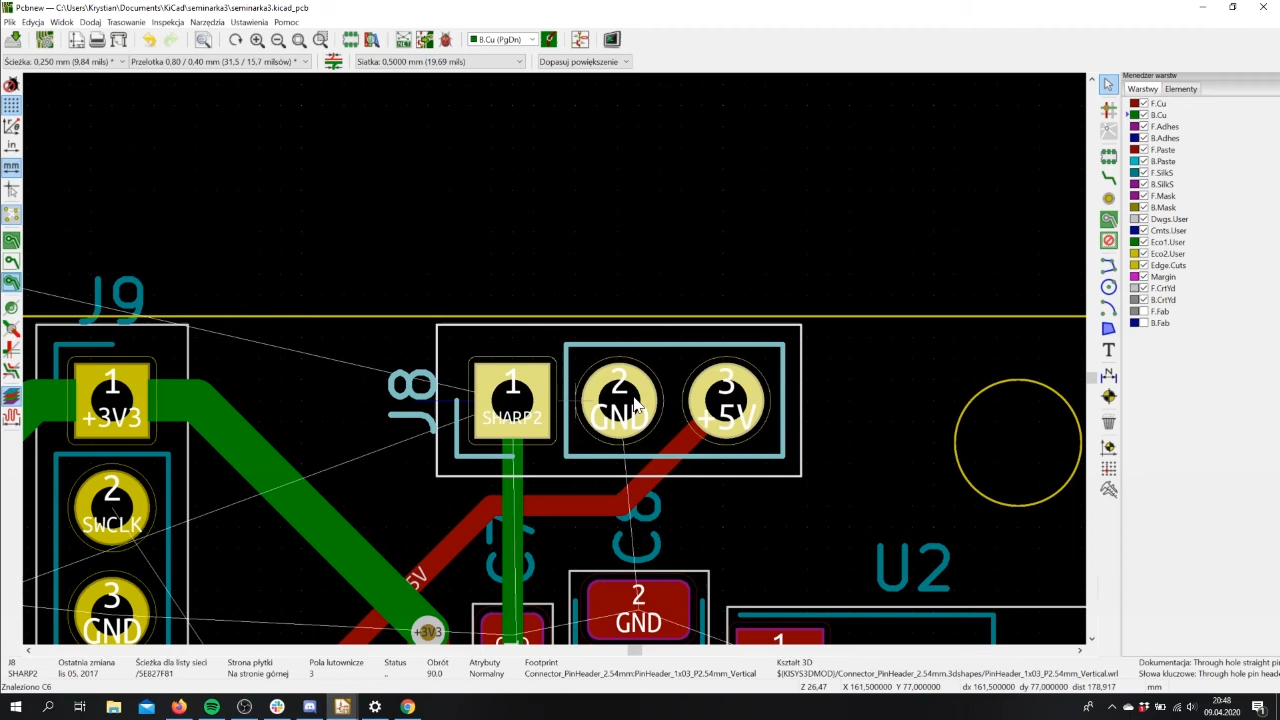 Pcbnew — C:\Users\Krystian\Documents\KiCad\seminarka3\seminarka3.kicad_pcb
Plik Edycja Widok Dodaj Trasowanie Inspekcja Narzędzia Ustawienia Pomoc
B.Cu (PgDn)
Ścieżka: 0,250 mm (9,84 mils) * Przelotka 0,80 / 0,40 mm (31,5 / 15,7 milsów) * Siatka: 0,5000 mm (19,69 mils) Dopasuj powiększenie
in
mm
Menedżer warstw
Warstwy Elementy
F.Cu
B.Cu
F.Adhes
B.Adhes
F.Paste
B.Paste
F.SilkS
B.SilkS
F.Mask
B.Mask
Dwgs.User
Cmts.User
Eco1.User
Eco2.User
Edge.Cuts
Margin
F.CrtYd
B.CrtYd
F.Fab
B.Fab
J9
1
+3V3
2
SWCLK
3
GND
J8
1
SHARP2
2
GND
3
+5V
C8
5V
+3V3
2
GND
U2
1
J8 Ostatnia zmiana Ścieżka dla listy sieci Strona płytki Pola lutownicze Status Obrót Atrybuty Footprint Kształt 3D Dokumentacja: Through hole straight pin
SHARP2 lis 05, 2017 /5E827F81 Na stronie górnej 3 .. 90.0 Normalny Connector_PinHeader_2.54mm:PinHeader_1x03_P2.54mm_Vertical ${KISYS3DMOD}/Connector_PinHeader_2.54mm.3dshapes/PinHeader_1x03_P2.54mm_Vertical.wrl Słowa kluczowe: Through hole pin he
Znaleziono C6 Z 26,47 X 161,500000 Y 77,000000 dx 161,500000 dy 77,000000 dist 178,917 mm
20:48
09.04.2020